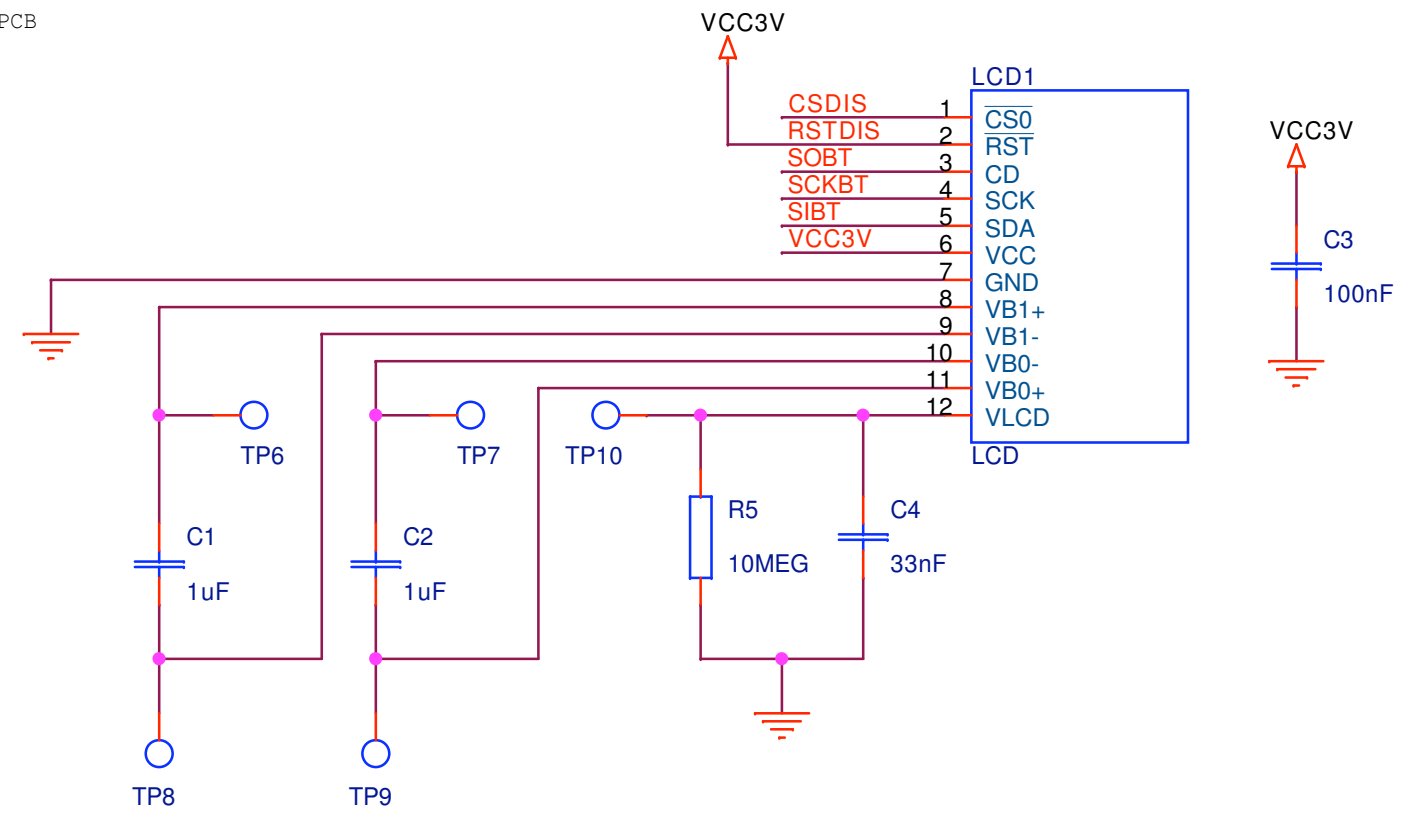 PCB
VCC3V
LCD1
CSDIS 1 CS0
RSTDIS 2 RST
SOBT 3 CD
SCKBT 4 SCK
SIBT 5 SDA
VCC3V 6 VCC
7 GND
8 VB1+
9 VB1-
10 VB0-
11 VB0+
12 VLCD
LCD
VCC3V
C3
100nF
TP6
TP7
TP10
C1
1uF
C2
1uF
R5
10MEG
C4
33nF
TP8
TP9